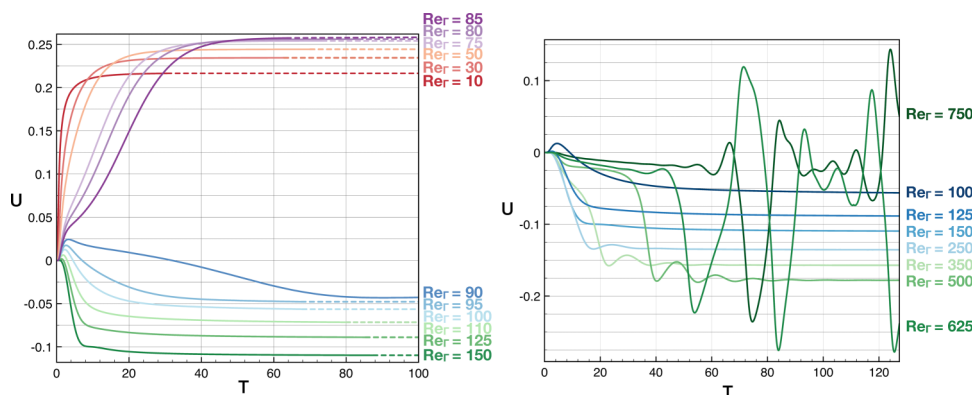 Re_Γ = 85
Re_Γ = 80
Re_Γ = 75
Re_Γ = 50
Re_Γ = 30
Re_Γ = 10
0.25
0.2
0.15
0.1
0.05
0
-0.05
-0.1
U
Re_Γ = 90
Re_Γ = 95
Re_Γ = 100
Re_Γ = 110
Re_Γ = 125
Re_Γ = 150
0 20 40 60 80 100
T
0.1
0
-0.1
-0.2
U
Re_Γ = 750
Re_Γ = 100
Re_Γ = 125
Re_Γ = 150
Re_Γ = 250
Re_Γ = 350
Re_Γ = 500
Re_Γ = 625
0 20 40 60 80 100 120
T